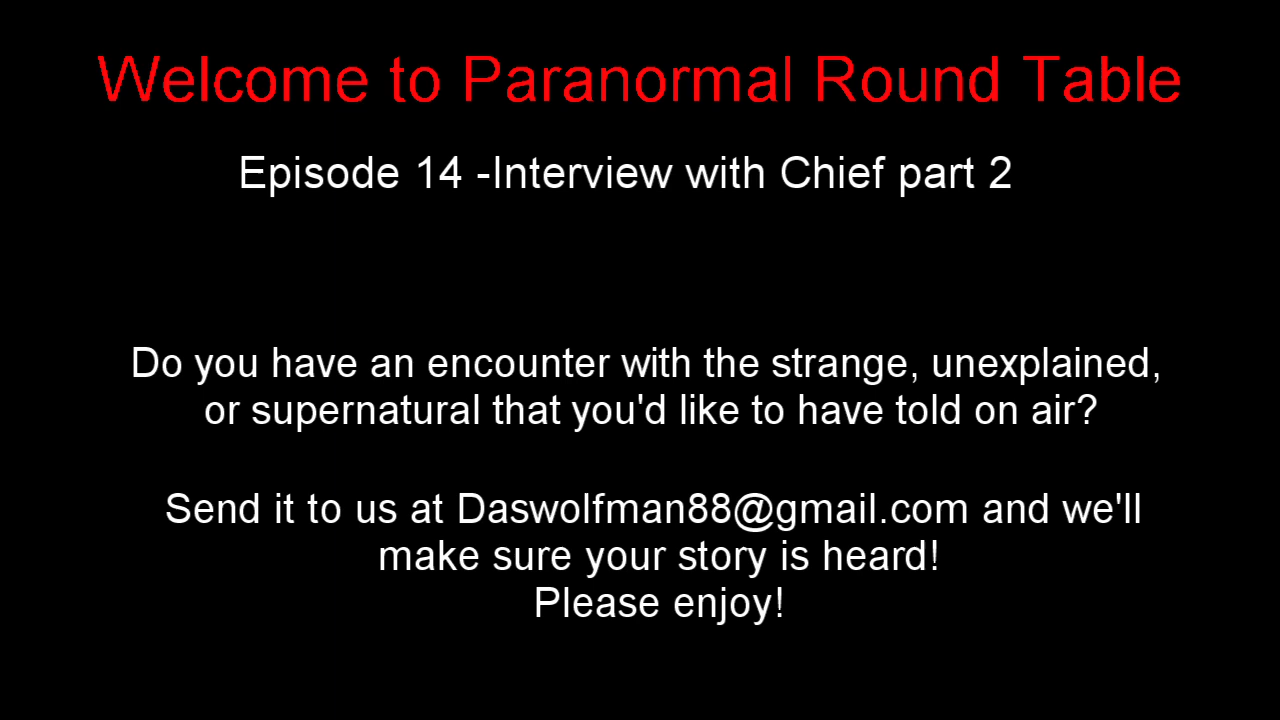 Welcome to Paranormal Round Table
Episode 14 -Interview with Chief part 2
Do you have an encounter with the strange, unexplained,
or supernatural that you'd like to have told on air?
Send it to us at Daswolfman88@gmail.com and we'll
make sure your story is heard!
Please enjoy!